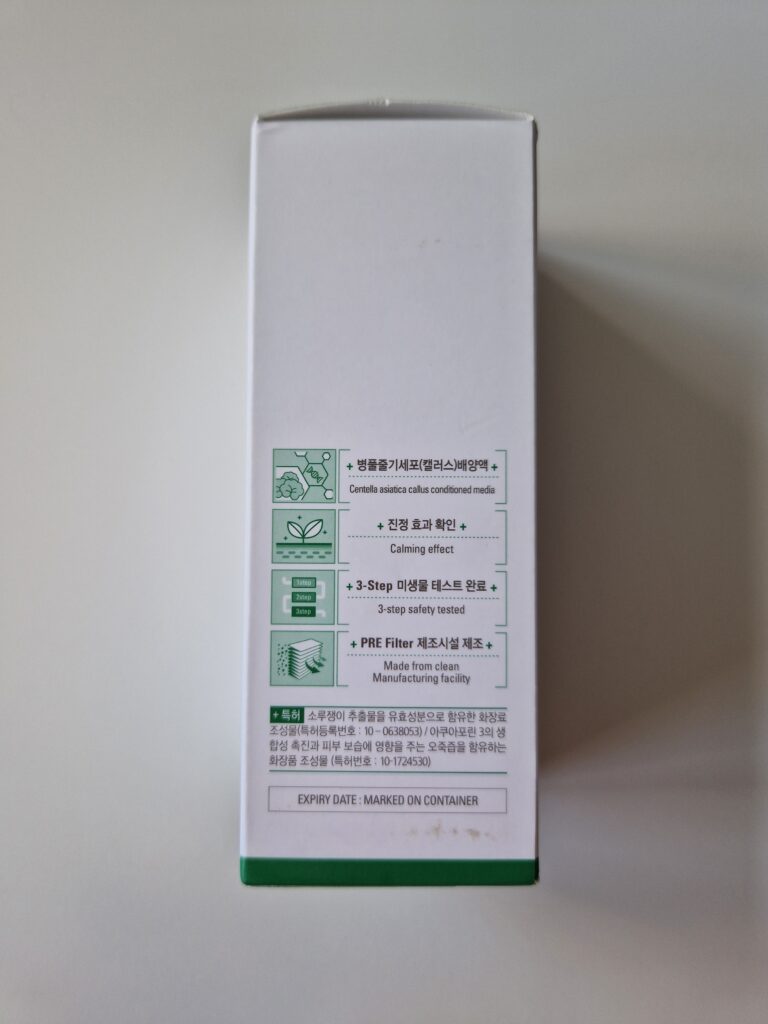 + 병풀줄기세포(캘러스)배양액 +
Centella asiatica callus conditioned media
+ 진정 효과 확인 +
Calming effect
1step
2step
3step
+ 3-Step 미생물 테스트 완료 +
3-step safety tested
+ PRE Filter 제조시설 제조 +
Made from clean
Manufacturing facility
+ 특허 소루쟁이 추출물을 유효성분으로 함유한 화장료
조성물(특허등록번호 : 10-0638053) / 아쿠아포린 3의 생
합성 촉진과 피부 보습에 영향을 주는 오죽즙을 함유하는
화장품 조성물 (특허번호 : 10-1724530)
EXPIRY DATE : MARKED ON CONTAINER